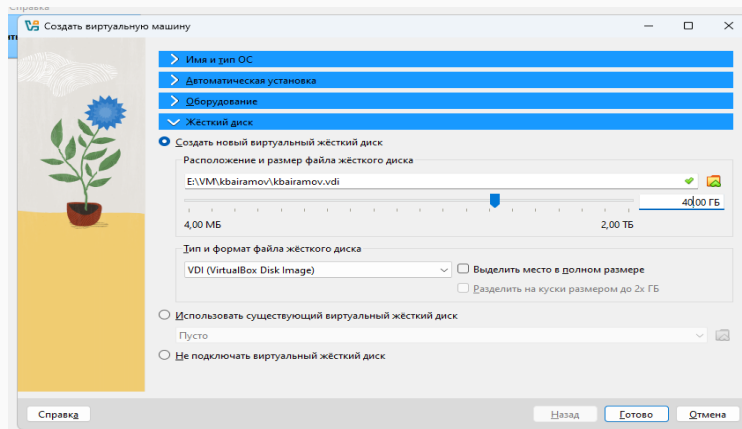 Справка
Создать виртуальную машину
Имя и тип ОС
Автоматическая установка
Оборудование
Жёсткий диск
Создать новый виртуальный жёсткий диск
Расположение и размер файла жёсткого диска
E:\VM\kbairamov\kbairamov.vdi
40,00 ГБ
4,00 МБ 2,00 ТБ
Тип и формат файла жёсткого диска
VDI (VirtualBox Disk Image) Выделить место в полном размере
Разделить на куски размером до 2х ГБ
Использовать существующий виртуальный жёсткий диск
Пусто
Не подключать виртуальный жёсткий диск
Справка Назад Готово Отмена